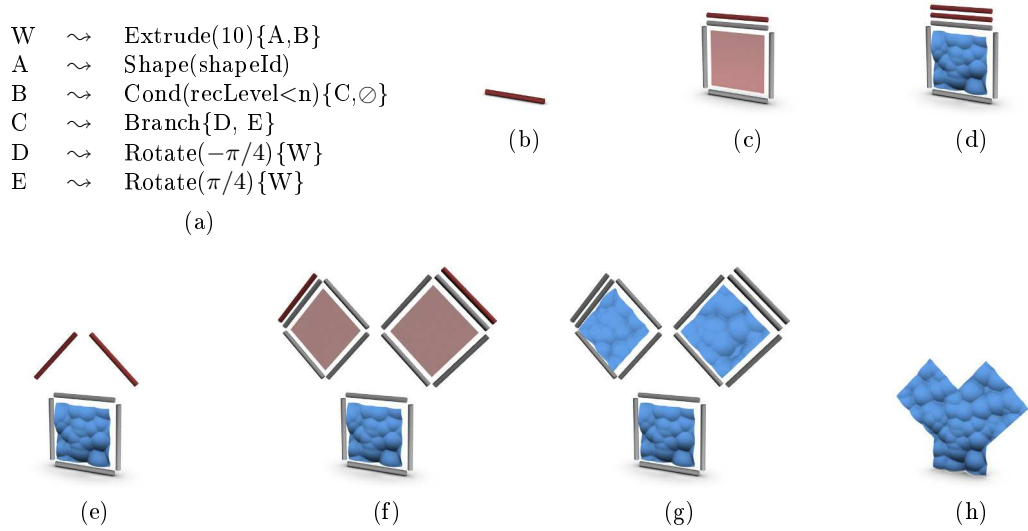 W ⤳ Extrude(10){A,B}
A ⤳ Shape(shapeId)
B ⤳ Cond(recLevel<n){C,⊘}
C ⤳ Branch{D, E}
D ⤳ Rotate(−π/4){W}
E ⤳ Rotate(π/4){W}
(a)
(b)
(c)
(d)
(e)
(f)
(g)
(h)